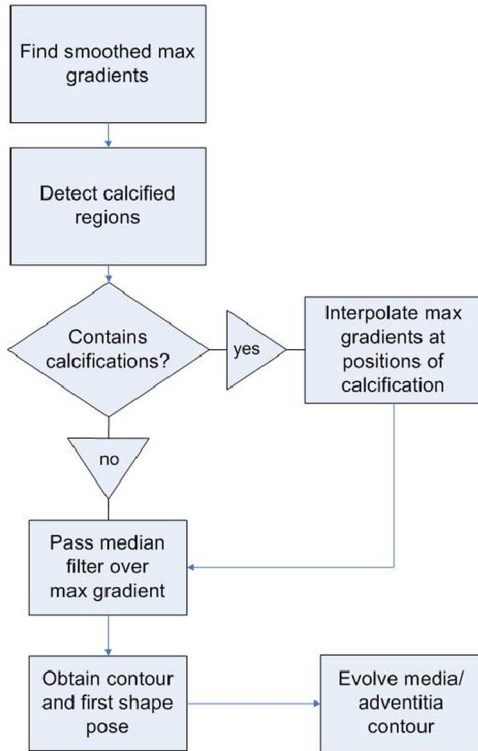 Find smoothed max
gradients
Detect calcified
regions
Contains
calcifications?
yes
Interpolate max
gradients at
positions of
calcification
no
Pass median
filter over
max gradient
Obtain contour
and first shape
pose
Evolve media/
adventitia
contour